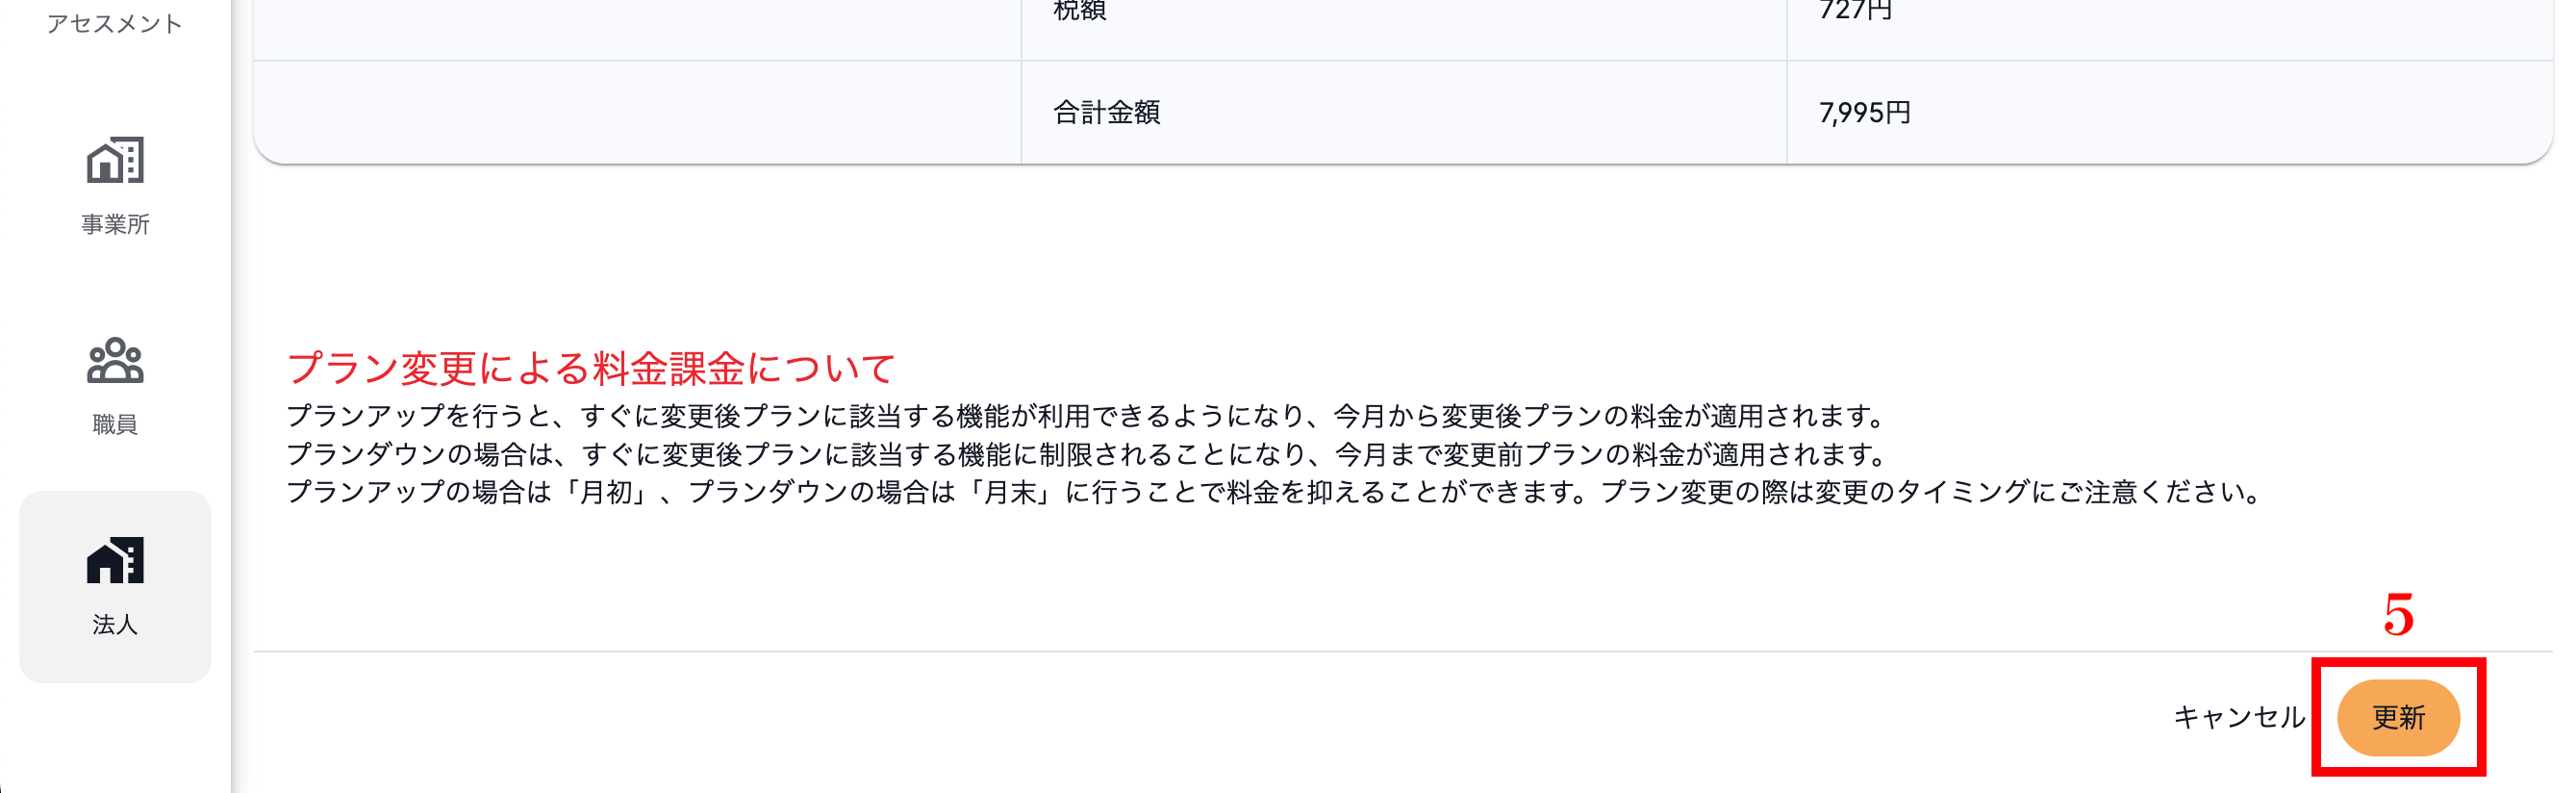 アセスメント
事業所
職員
法人
税額 727円
合計金額 7,995円
プラン変更による料金課金について
プランアップを行うと、すぐに変更後プランに該当する機能が利用できるようになり、今月から変更後プランの料金が適用されます。
プランダウンの場合は、すぐに変更後プランに該当する機能に制限されることになり、今月まで変更前プランの料金が適用されます。
プランアップの場合は「月初」、プランダウンの場合は「月末」に行うことで料金を抑えることができます。プラン変更の際は変更のタイミングにご注意ください。
5
キャンセル 更新